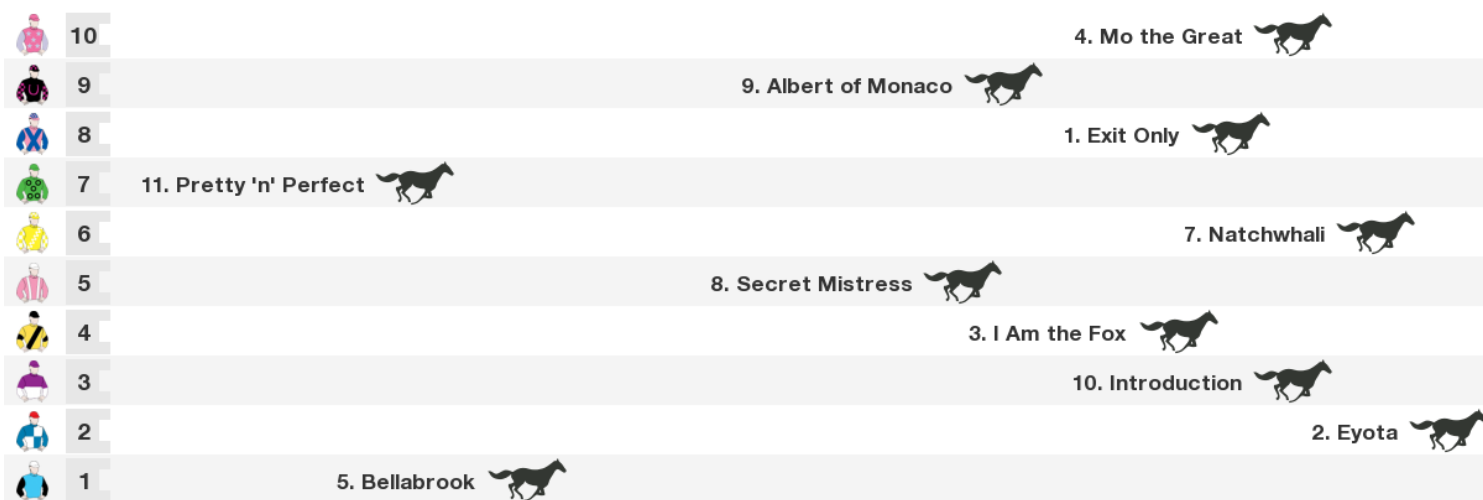 10 4. Mo the Great
9 9. Albert of Monaco
8 1. Exit Only
7 11. Pretty 'n' Perfect
6 7. Natchwhali
5 8. Secret Mistress
4 3. I Am the Fox
3 10. Introduction
2 2. Eyota
1 5. Bellabrook